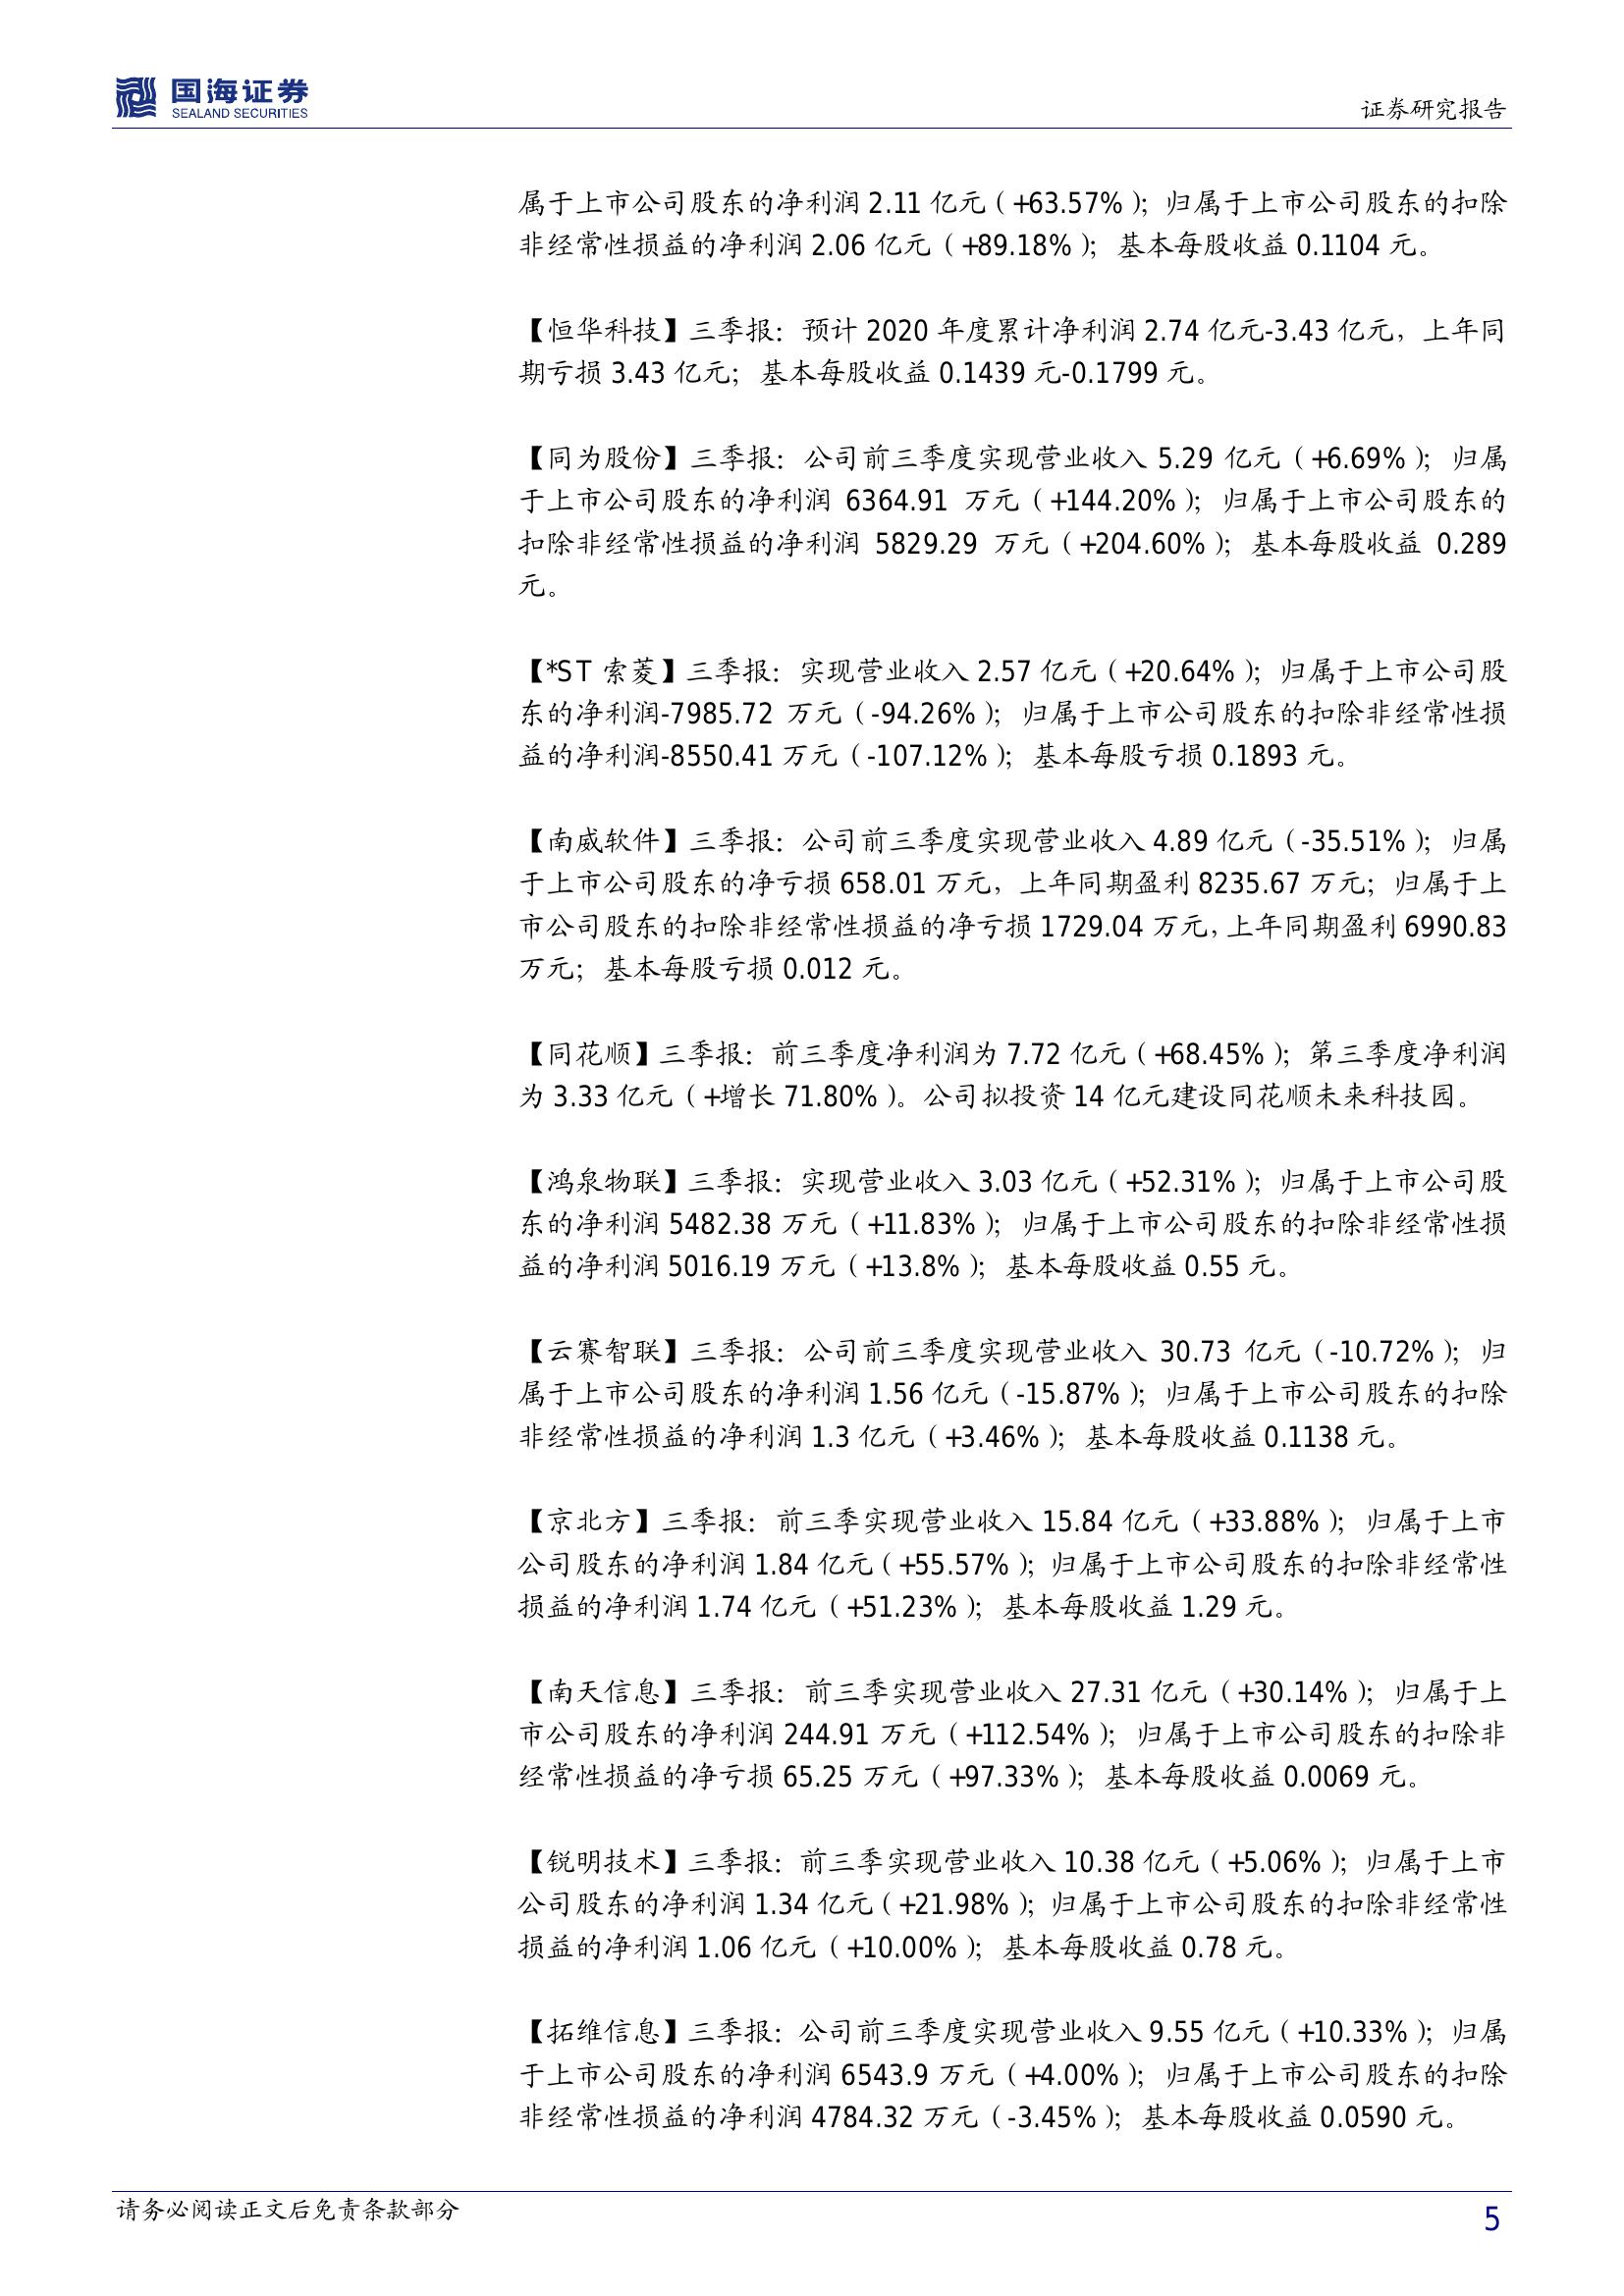 国海证券
SEALAND SECURITIES
证券研究报告
属于上市公司股东的净利润 2.11 亿元（+63.57%）；归属于上市公司股东的扣除
非经常性损益的净利润 2.06 亿元（+89.18%）；基本每股收益 0.1104 元。
【恒华科技】三季报：预计 2020 年度累计净利润 2.74 亿元-3.43 亿元，上年同
期亏损 3.43 亿元；基本每股收益 0.1439 元-0.1799 元。
【同为股份】三季报：公司前三季度实现营业收入 5.29 亿元（+6.69%）；归属
于上市公司股东的净利润 6364.91 万元（+144.20%）；归属于上市公司股东的
扣除非经常性损益的净利润 5829.29 万元（+204.60%）；基本每股收益 0.289
元。
【*ST 索菱】三季报：实现营业收入 2.57 亿元（+20.64%）；归属于上市公司股
东的净利润-7985.72 万元（-94.26%）；归属于上市公司股东的扣除非经常性损
益的净利润-8550.41 万元（-107.12%）；基本每股亏损 0.1893 元。
【南威软件】三季报：公司前三季度实现营业收入 4.89 亿元（-35.51%）；归属
于上市公司股东的净亏损 658.01 万元，上年同期盈利 8235.67 万元；归属于上
市公司股东的扣除非经常性损益的净亏损 1729.04 万元，上年同期盈利 6990.83
万元；基本每股亏损 0.012 元。
【同花顺】三季报：前三季度净利润为 7.72 亿元（+68.45%）；第三季度净利润
为 3.33 亿元（+增长 71.80%）。公司拟投资 14 亿元建设同花顺未来科技园。
【鸿泉物联】三季报：实现营业收入 3.03 亿元（+52.31%）；归属于上市公司股
东的净利润 5482.38 万元（+11.83%）；归属于上市公司股东的扣除非经常性损
益的净利润 5016.19 万元（+13.8%）；基本每股收益 0.55 元。
【云赛智联】三季报：公司前三季度实现营业收入 30.73 亿元（-10.72%）；归
属于上市公司股东的净利润 1.56 亿元（-15.87%）；归属于上市公司股东的扣除
非经常性损益的净利润 1.3 亿元（+3.46%）；基本每股收益 0.1138 元。
【京北方】三季报：前三季实现营业收入 15.84 亿元（+33.88%）；归属于上市
公司股东的净利润 1.84 亿元（+55.57%）；归属于上市公司股东的扣除非经常性
损益的净利润 1.74 亿元（+51.23%）；基本每股收益 1.29 元。
【南天信息】三季报：前三季实现营业收入 27.31 亿元（+30.14%）；归属于上
市公司股东的净利润 244.91 万元（+112.54%）；归属于上市公司股东的扣除非
经常性损益的净亏损 65.25 万元（+97.33%）；基本每股收益 0.0069 元。
【锐明技术】三季报：前三季实现营业收入 10.38 亿元（+5.06%）；归属于上市
公司股东的净利润 1.34 亿元（+21.98%）；归属于上市公司股东的扣除非经常性
损益的净利润 1.06 亿元（+10.00%）；基本每股收益 0.78 元。
【拓维信息】三季报：公司前三季度实现营业收入 9.55 亿元（+10.33%）；归属
于上市公司股东的净利润 6543.9 万元（+4.00%）；归属于上市公司股东的扣除
非经常性损益的净利润 4784.32 万元（-3.45%）；基本每股收益 0.0590 元。
请务必阅读正文后免责条款部分
5